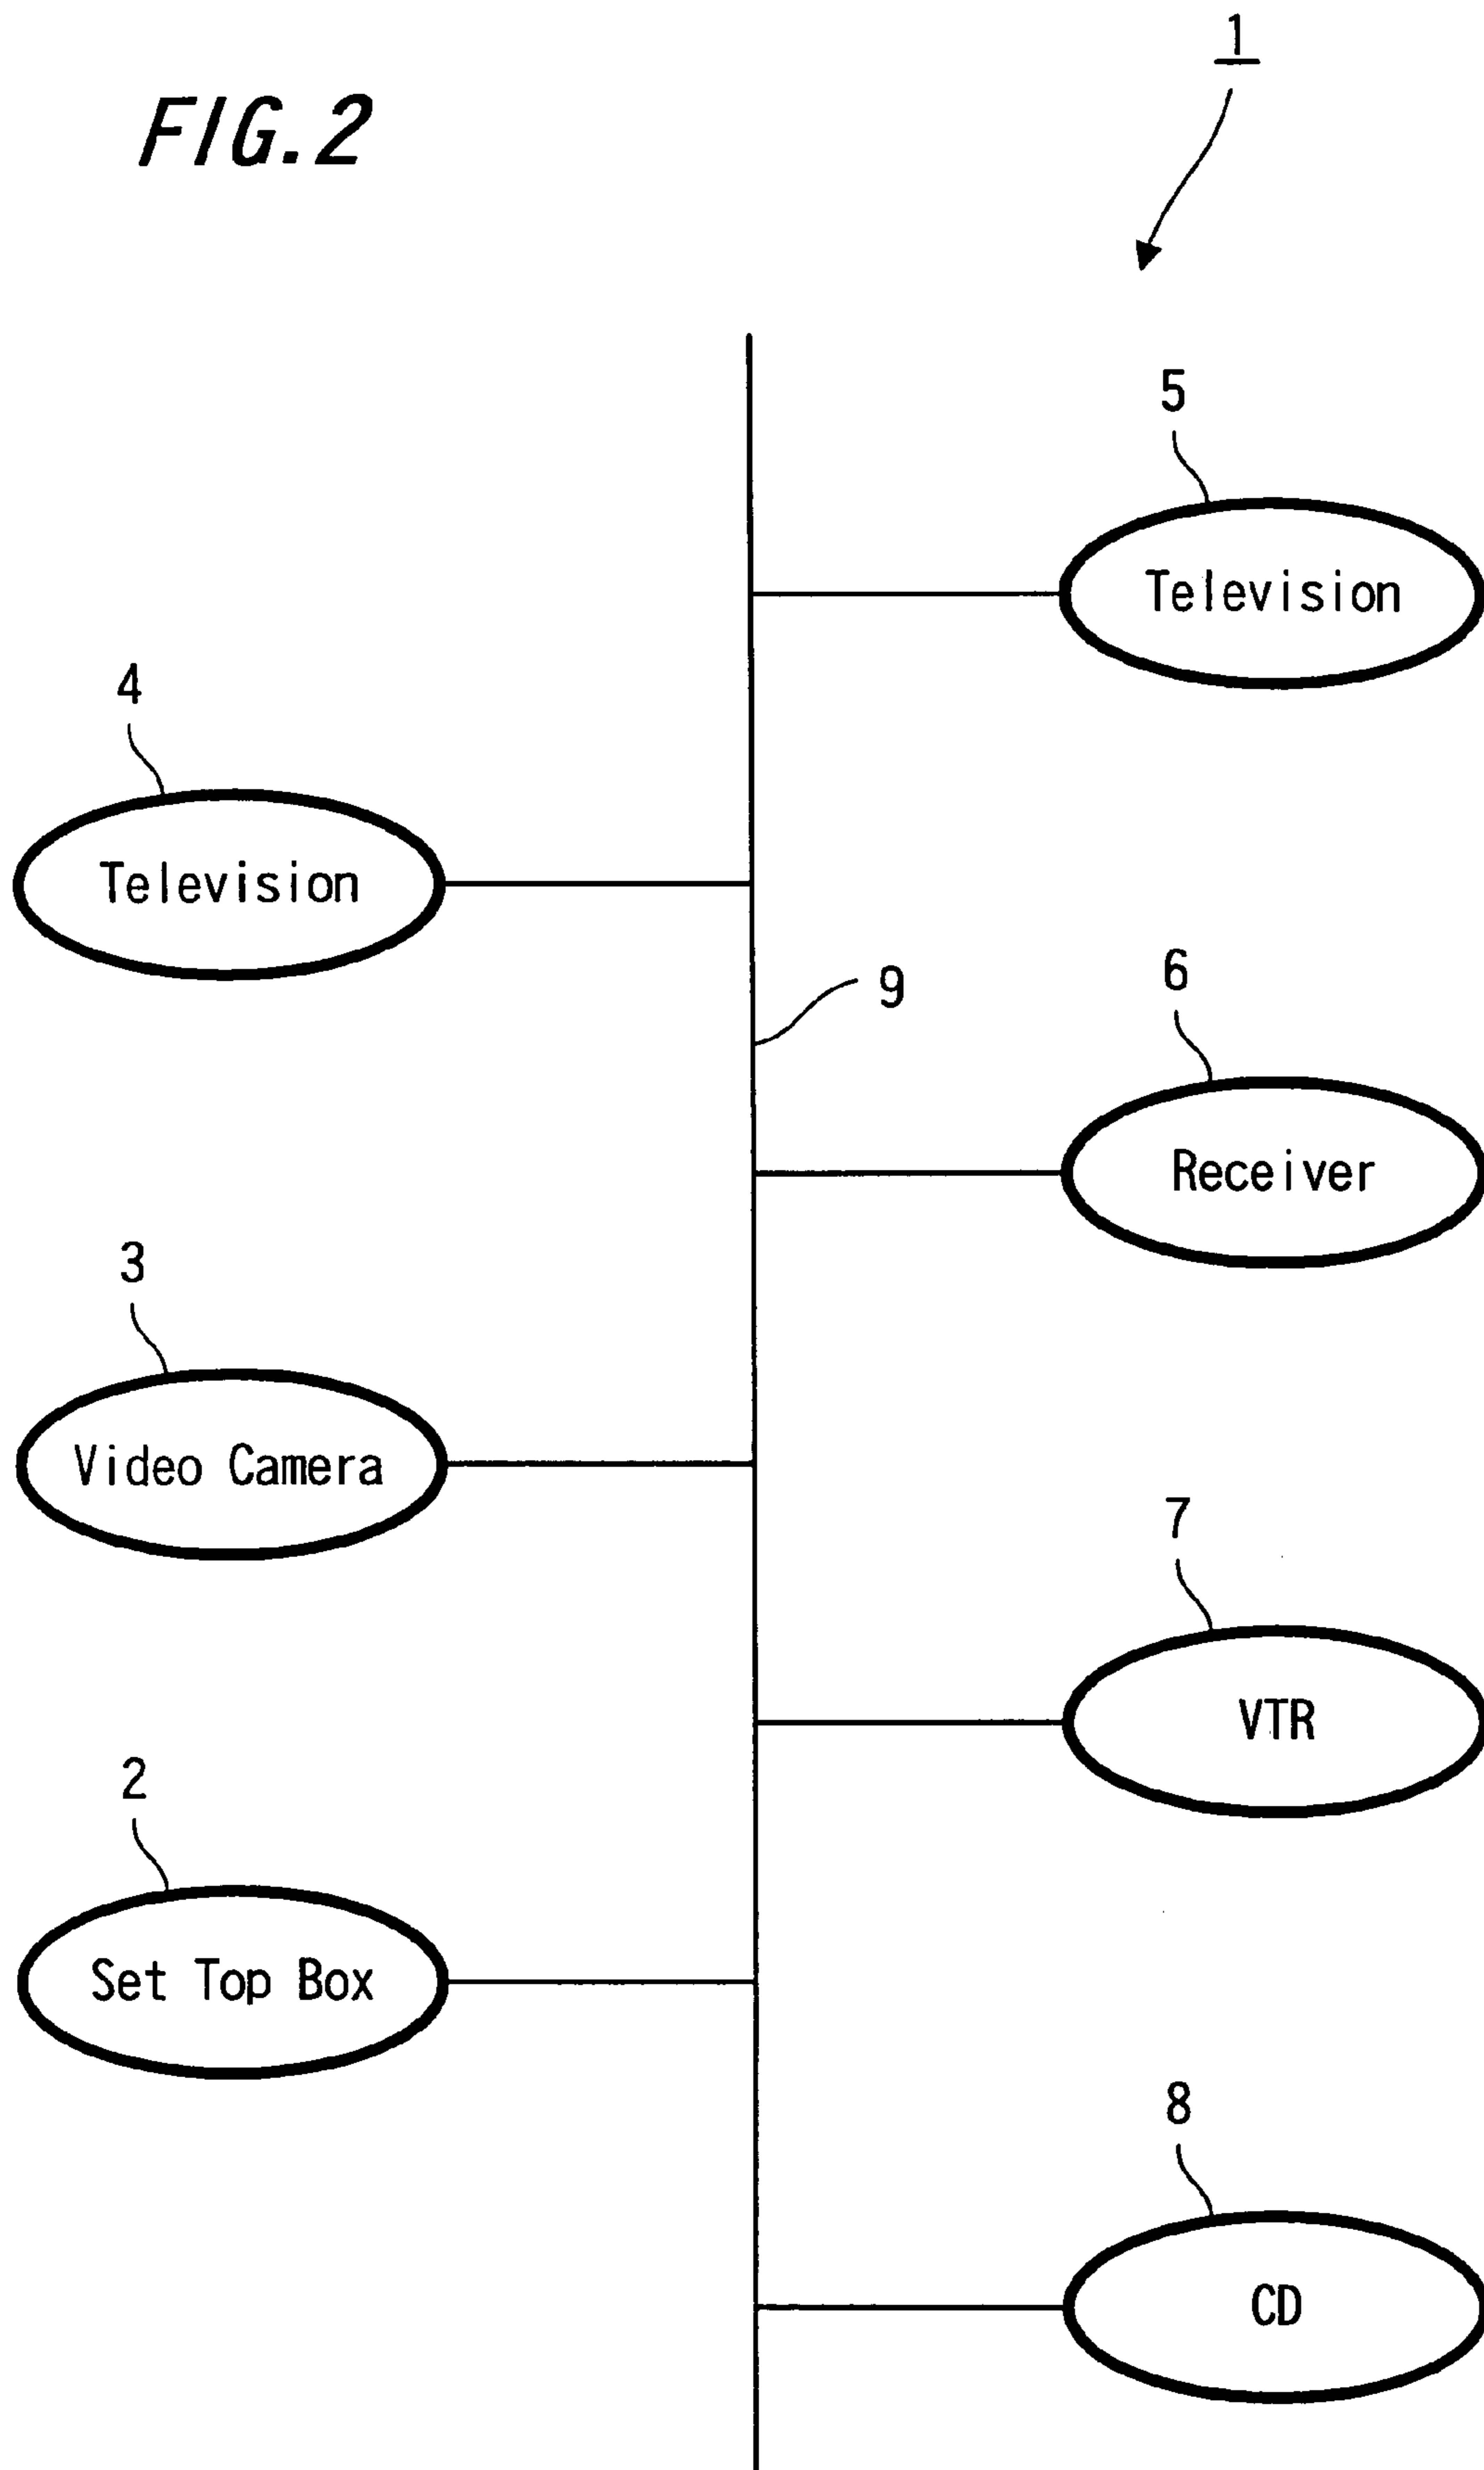 1
FIG.2
5
Television
4
Television
9
6
Receiver
3
Video Camera
7
VTR
2
Set Top Box
8
CD